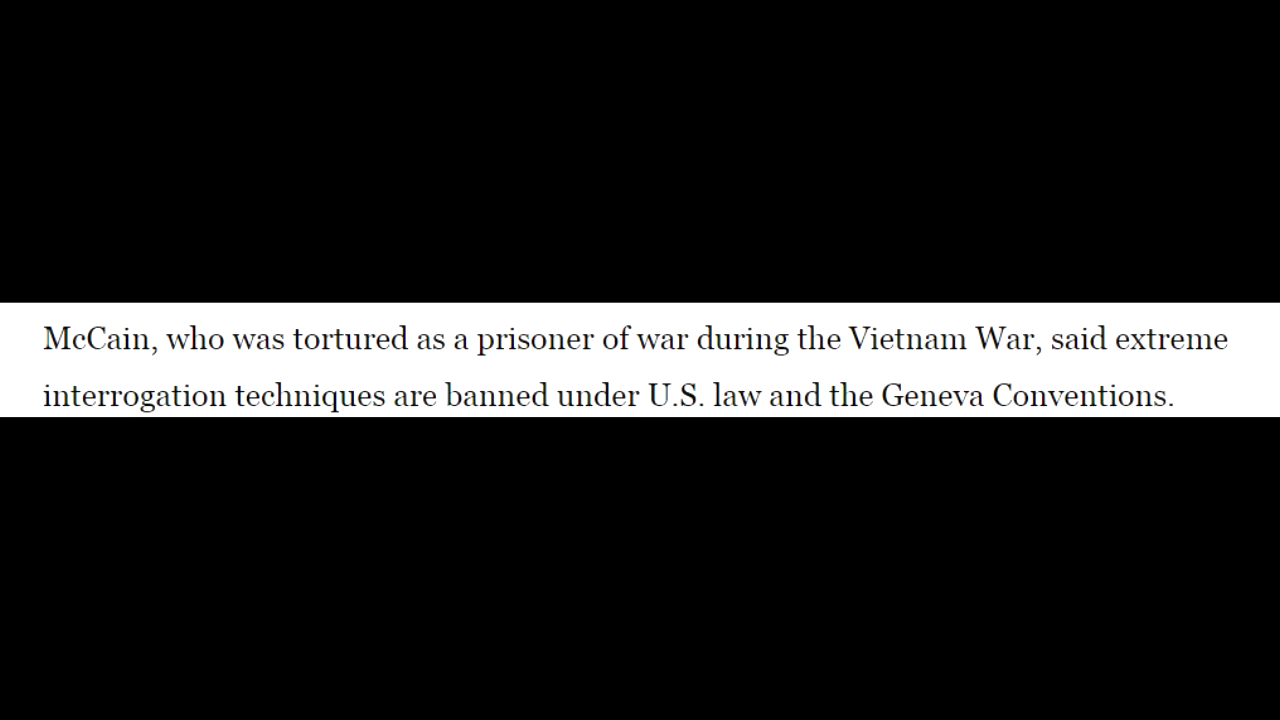 McCain, who was tortured as a prisoner of war during the Vietnam War, said extreme
interrogation techniques are banned under U.S. law and the Geneva Conventions.